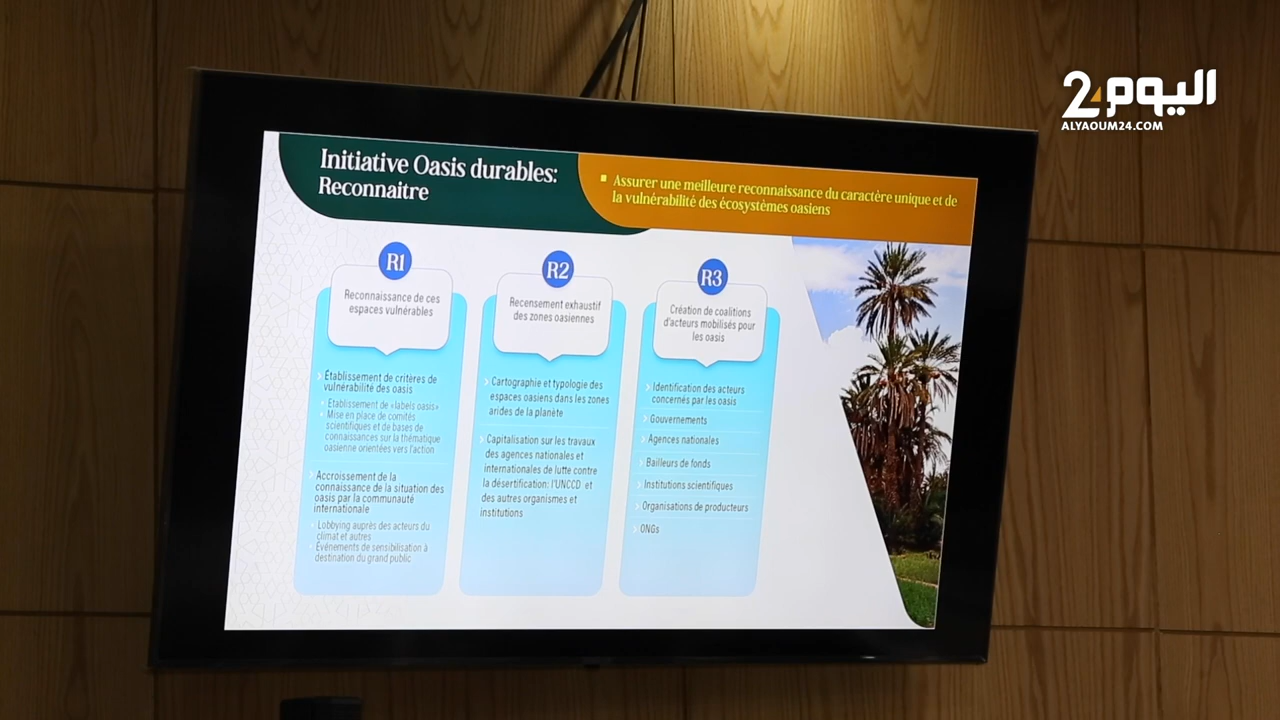 اليوم24
ALYAOUM24.COM
Initiative Oasis durables:
Reconnaitre
Assurer une meilleure reconnaissance du caractère unique et de
la vulnérabilité des écosystèmes oasiens
R1
Reconnaissance de ces
espaces vulnérables
Établissement de critères de
vulnérabilité des oasis
Etablissement de «labels oasis»
Mise en place de comités
scientifiques et de bases de
connaissances sur la thématique
oasienne orientées vers l'action
Accroissement de la
connaissance de la situation des
oasis par la communauté
internationale
Lobbying auprès des acteurs du
climat et autres
Événements de sensibilisation à
destination du grand public
R2
Recensement exhaustif
des zones oasiennes
Cartographie et typologie des
espaces oasiens dans les zones
arides de la planète
Capitalisation sur les travaux
des agences nationales et
internationales de lutte contre
la désertification: l'UNCCD et
des autres organismes et
institutions
R3
Création de coalitions
d'acteurs mobilisés pour
les oasis
Identification des acteurs
concernés par les oasis
Gouvernements
Agences nationales
Bailleurs de fonds
Institutions scientifiques
Organisations de producteurs
ONGs